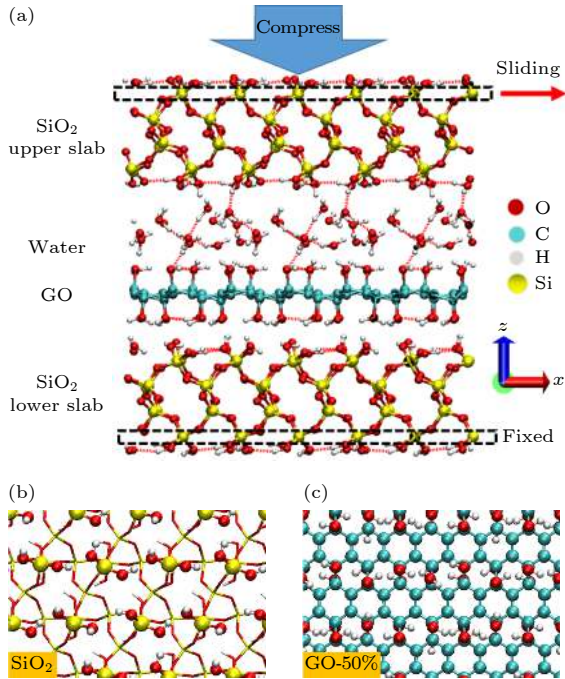 (a)
Compress
Sliding
SiO₂
upper slab
Water
GO
SiO₂
lower slab
O
C
H
Si
z
x
Fixed
(b)
(c)
SiO₂
GO-50%